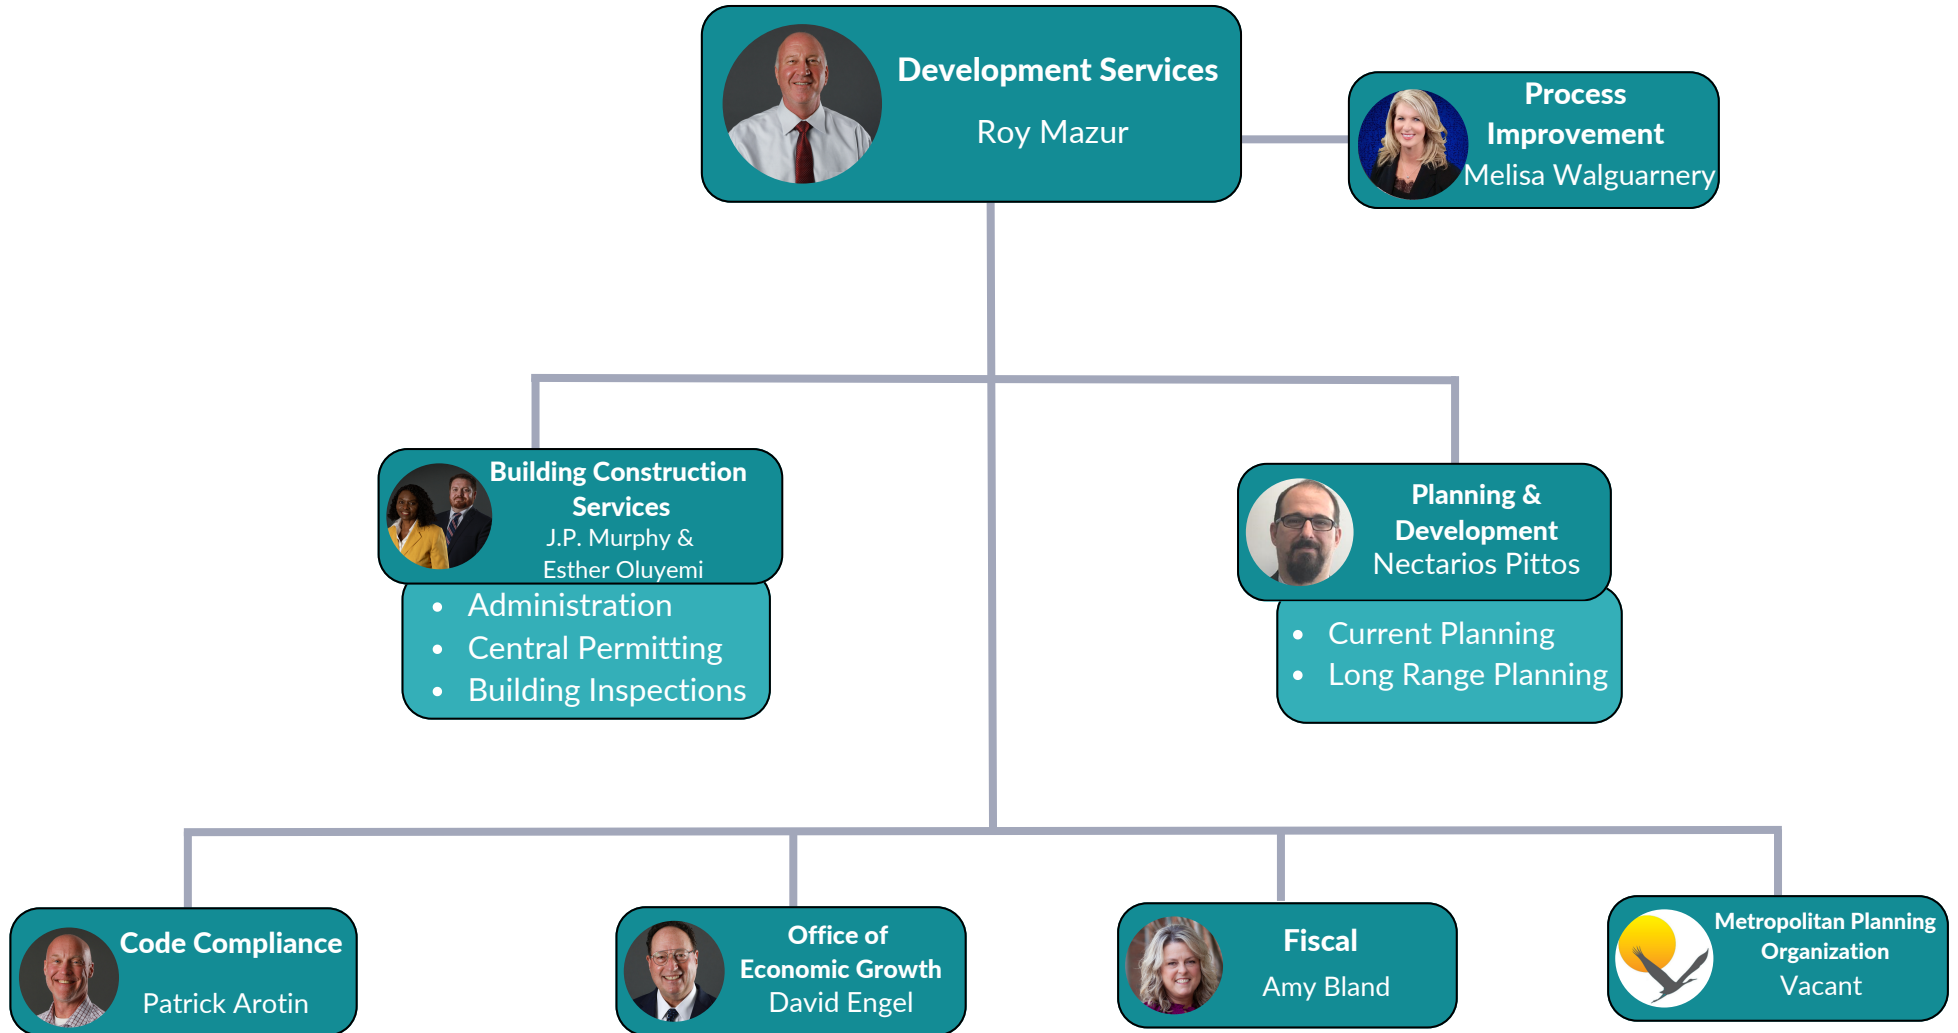 Development Services
Roy Mazur
Process
Improvement
Melisa Walguarnery
Building Construction
Services
J.P. Murphy &
Esther Oluyemi
• Administration
• Central Permitting
• Building Inspections
Planning &
Development
Nectarios Pittos
• Current Planning
• Long Range Planning
Code Compliance
Patrick Arotin
Office of
Economic Growth
David Engel
Fiscal
Amy Bland
Metropolitan Planning
Organization
Vacant